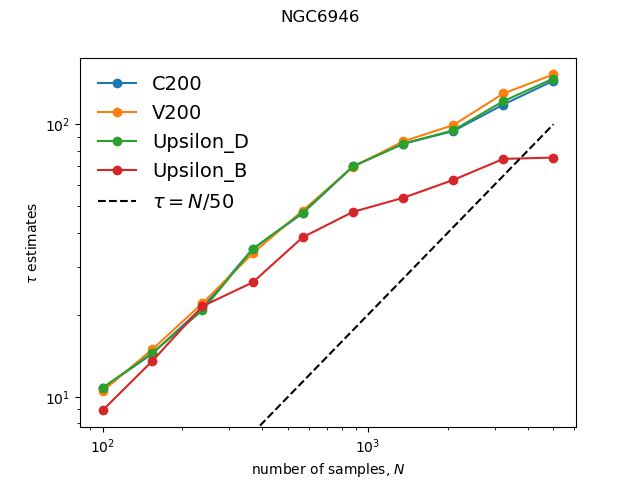 NGC6946
C200
V200
Upsilon_D
Upsilon_B
τ = N/50
10²
10¹
τ estimates
10²
10³
number of samples, N